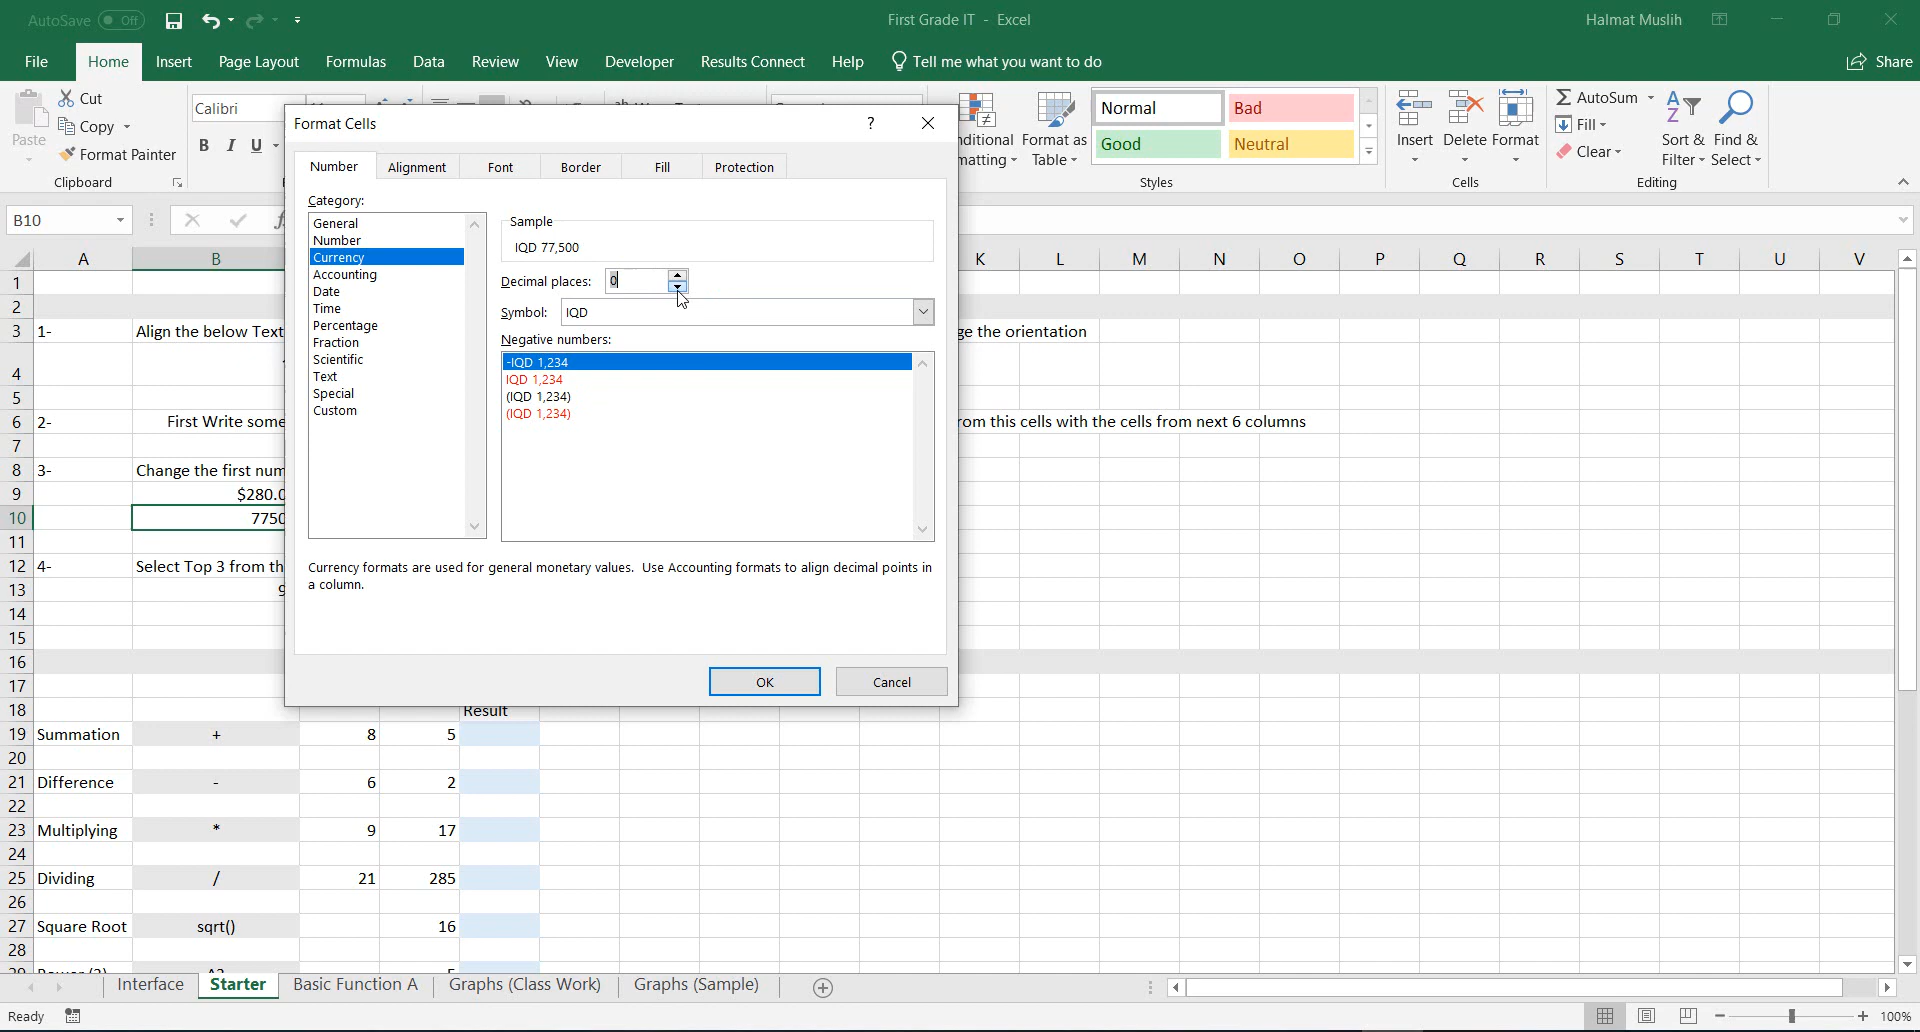 AutoSave Off
First Grade IT - Excel
Halmat Muslih
File Home Insert Page Layout Formulas Data Review View Developer Results Connect Help Tell me what you want to do Share
Paste
Cut
Copy
Format Painter
Clipboard
Calibri
B I U
matting
Format as Table
Normal Bad
Good Neutral
Styles
Insert Delete Format
Cells
AutoSum
Fill
Clear
Sort & Filter
Find & Select
Editing
B10
Format Cells
?
Number Alignment Font Border Fill Protection
Category:
General
Number
Currency
Accounting
Date
Time
Percentage
Fraction
Scientific
Text
Special
Custom
Sample
IQD 77,500
Decimal places: 0
Symbol: IQD
Negative numbers:
-IQD 1,234
IQD 1,234
(IQD 1,234)
(IQD 1,234)
Currency formats are used for general monetary values. Use Accounting formats to align decimal points in
a column.
OK Cancel
A B K L M N O P Q R S T U V
1
2
3 1- Align the below Text the orientation
4
5
6 2- First Write some this cells with the cells from next 6 columns
7
8 3- Change the first
9 $280.0
10 7750
11
12 4- Select Top 3 from
13 9
14
15
16
17
18 Result
19 Summation + 8 5
20
21 Difference - 6 2
22
23 Multiplying * 9 17
24
25 Dividing / 21 285
26
27 Square Root sqrt() 16
28
Interface Starter Basic Function A Graphs (Class Work) Graphs (Sample)
Ready
100%